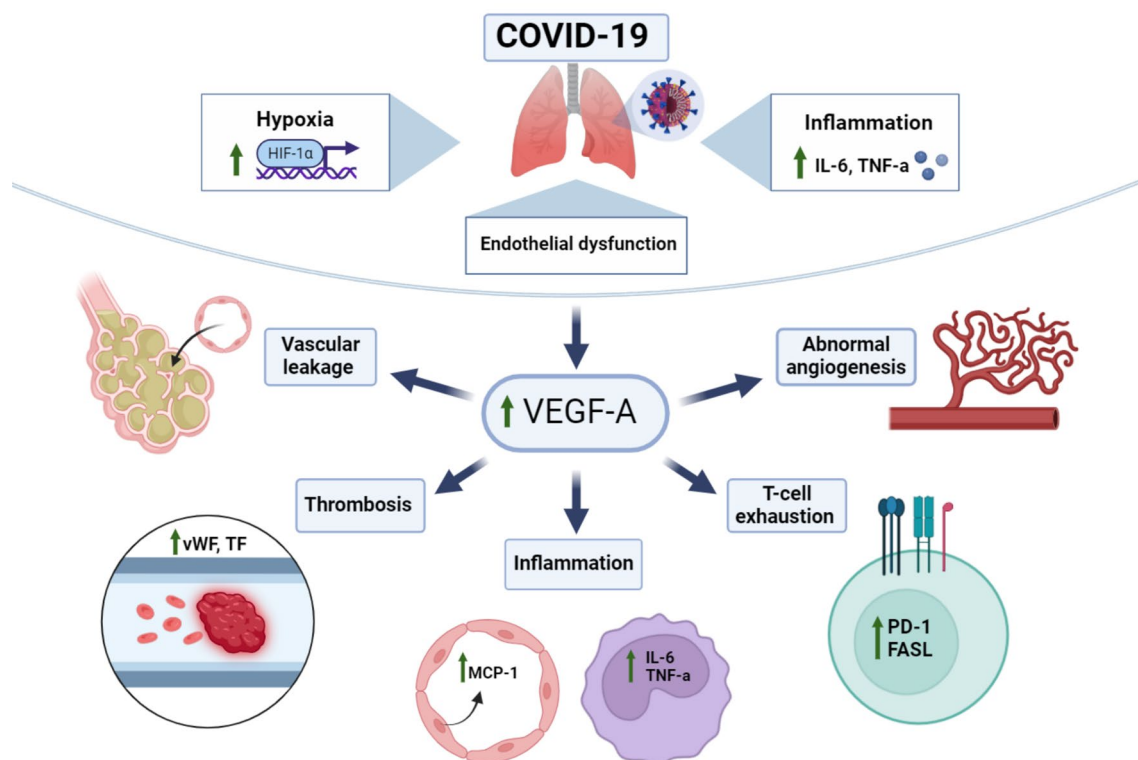 COVID-19
Hypoxia
HIF-1α
Inflammation
IL-6, TNF-a
Endothelial dysfunction
Vascular
leakage
Abnormal
angiogenesis
VEGF-A
Thrombosis
T-cell
exhaustion
Inflammation
vWF, TF
MCP-1
IL-6
TNF-a
PD-1
FASL